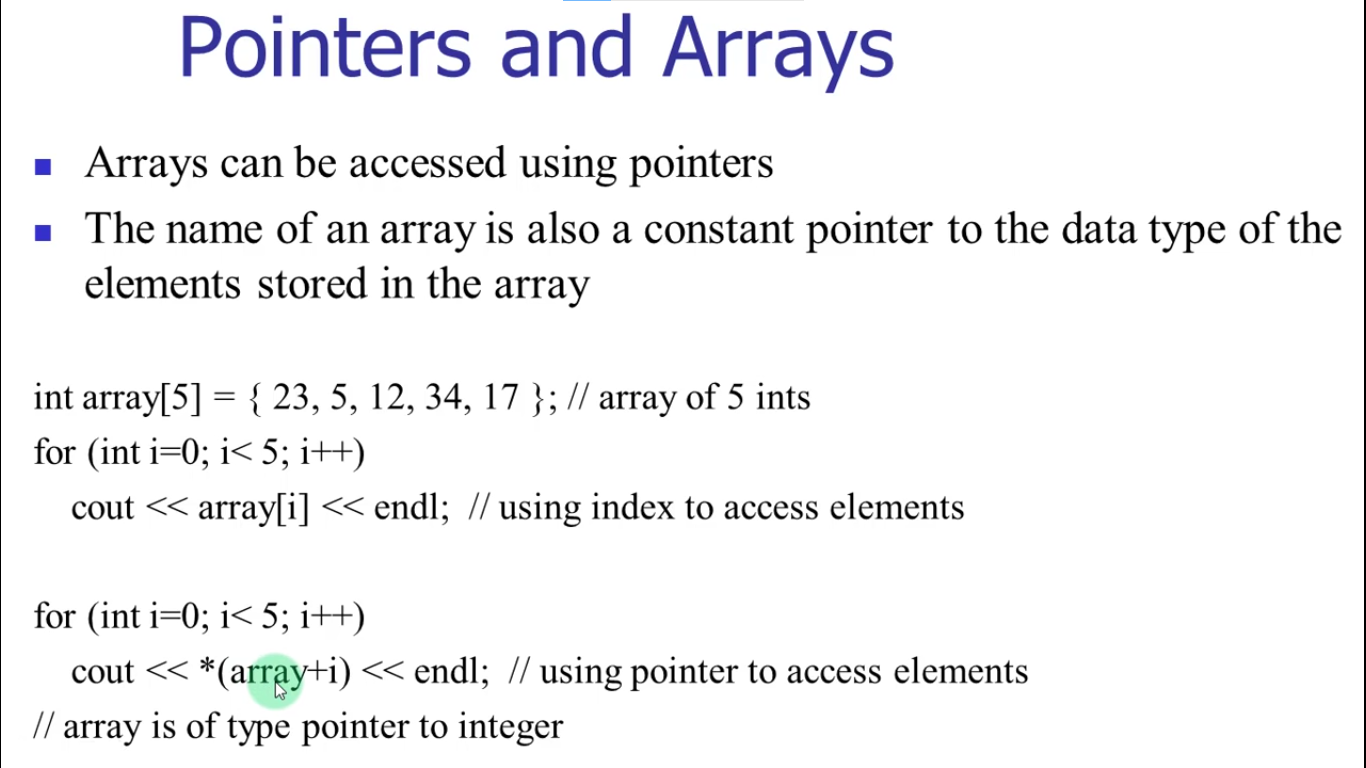 Pointers and Arrays
Arrays can be accessed using pointers
The name of an array is also a constant pointer to the data type of the
elements stored in the array
int array[5] = { 23, 5, 12, 34, 17 }; // array of 5 ints
for (int i=0; i< 5; i++)
cout << array[i] << endl;  // using index to access elements
for (int i=0; i< 5; i++)
cout << *(array+i) << endl;  // using pointer to access elements
// array is of type pointer to integer